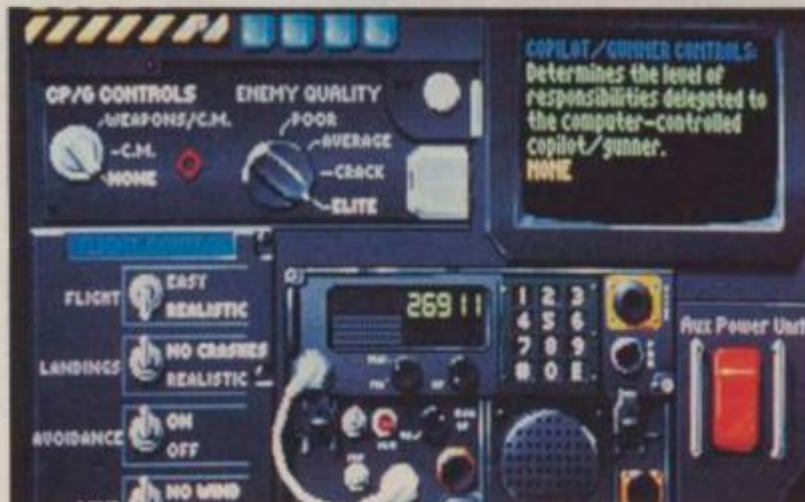 CP/G CONTROLS
WEAPONS/C.M.
-C.M.
NONE
ENEMY QUALITY
POOR
AVERAGE
CRACK
ELITE
COPILOT/GUNNER CONTROLS:
Determines the level of
responsibilities delegated to
the computer-controlled
copilot/gunner.
NONE
FLIGHT
EASY
REALISTIC
LANDINGS
NO CRASHES
REALISTIC
AVOIDANCE
ON
OFF
NO WIND
26911
1 2 3
4 5 6
7 8 9
0 E
Aux Power Unit